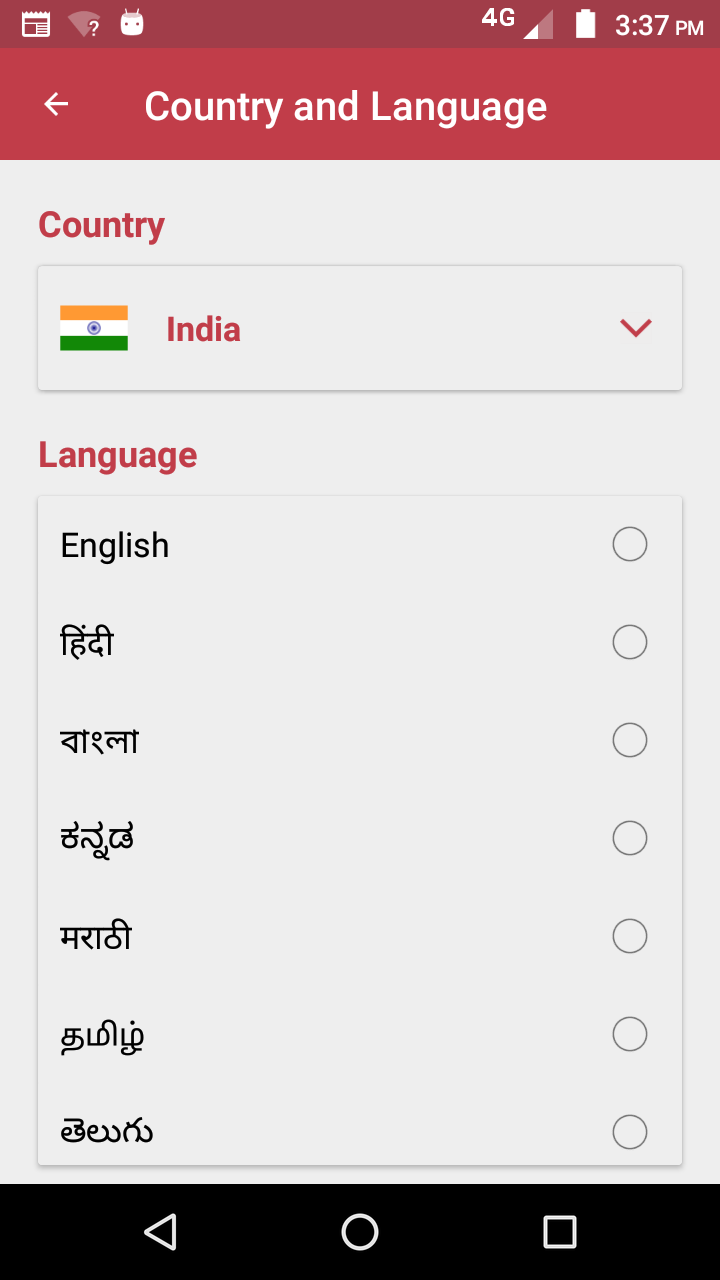 4G 3:37 PM
Country and Language
Country
India
Language
English
हिंदी
বাংলা
ಕನ್ನಡ
मराठी
தமிழ்
తెలుగు